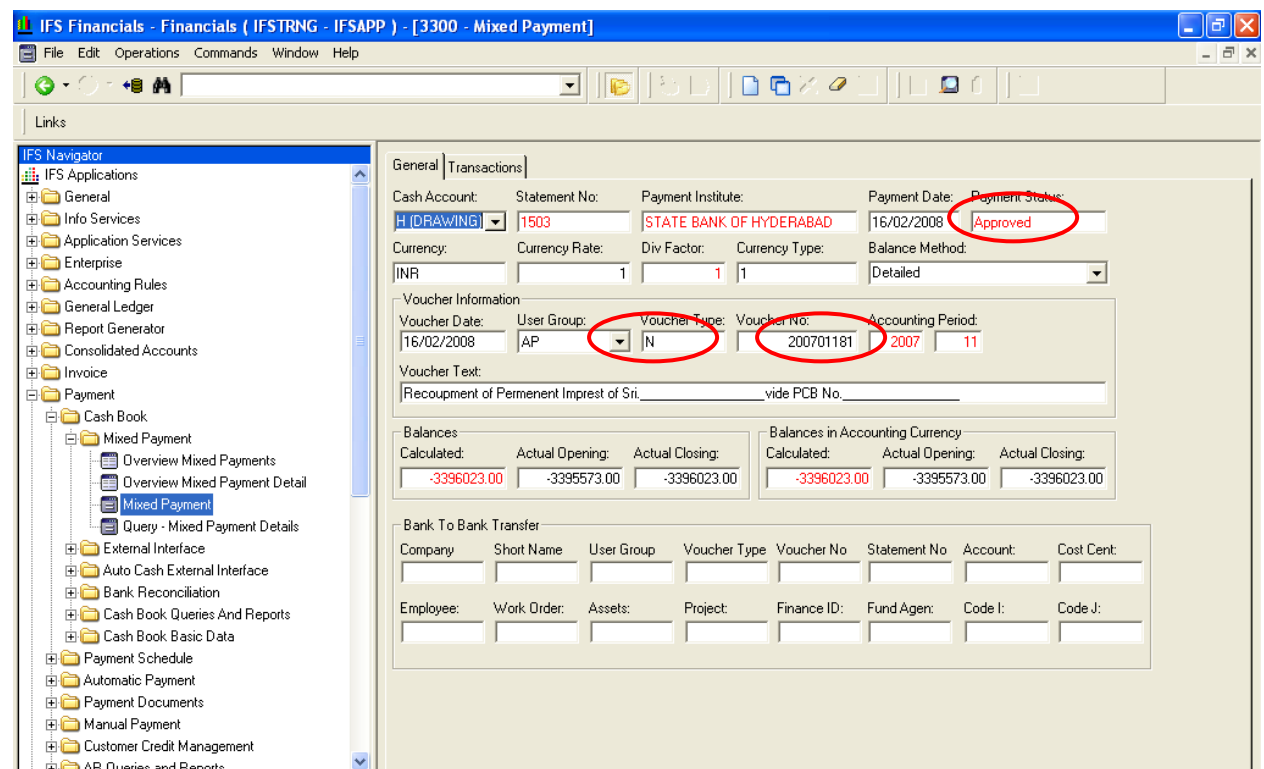 IFS Financials - Financials ( IFSTRNG - IFSAPP ) - [3300 - Mixed Payment]
File Edit Operations Commands Window Help
Links
IFS Navigator
IFS Applications
General
Info Services
Application Services
Enterprise
Accounting Rules
General Ledger
Report Generator
Consolidated Accounts
Invoice
Payment
Cash Book
Mixed Payment
Overview Mixed Payments
Overview Mixed Payment Detail
Mixed Payment
Query - Mixed Payment Details
External Interface
Auto Cash External Interface
Bank Reconciliation
Cash Book Queries And Reports
Cash Book Basic Data
Payment Schedule
Automatic Payment
Payment Documents
Manual Payment
Customer Credit Management
AR Queries and Reports
General Transactions
Cash Account: Statement No: Payment Institute: Payment Date: Payment Status:
H (DRAWING) 1503 STATE BANK OF HYDERABAD 16/02/2008 Approved
Currency: Currency Rate: Div Factor: Currency Type: Balance Method:
INR 1 1 1 Detailed
Voucher Information
Voucher Date: User Group: Voucher Type: Voucher No: Accounting Period:
16/02/2008 AP N 200701181 2007 11
Voucher Text:
Recoupment of Permenent Imprest of Sri.____________________vide PCB No.__________________
Balances Balances in Accounting Currency
Calculated: Actual Opening: Actual Closing: Calculated: Actual Opening: Actual Closing:
-3396023.00 -3395573.00 -3396023.00 -3396023.00 -3395573.00 -3396023.00
Bank To Bank Transfer
Company Short Name User Group Voucher Type Voucher No Statement No Account: Cost Cent:
Employee: Work Order: Assets: Project: Finance ID: Fund Agen: Code I: Code J: